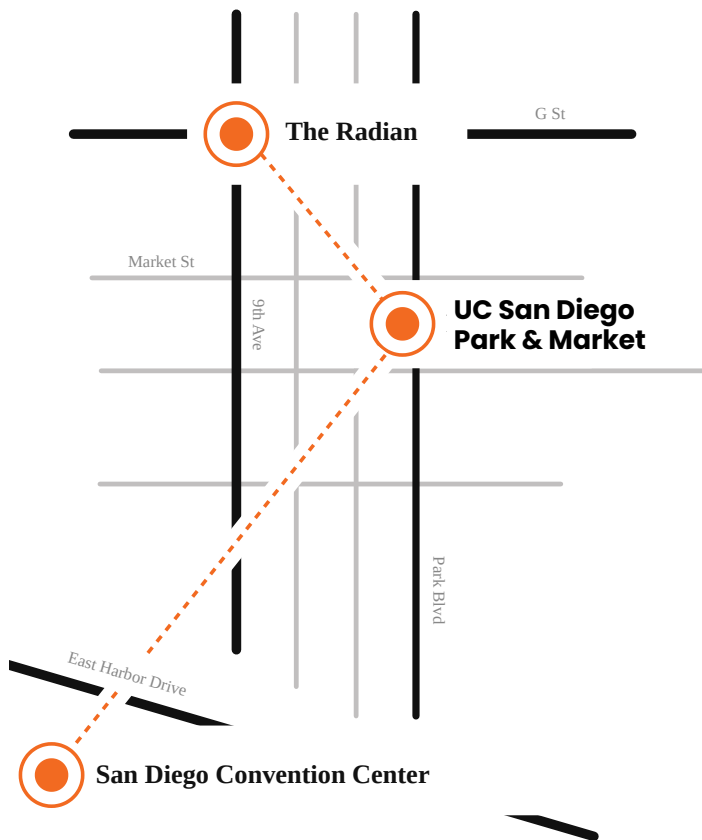 G St
The Radian
Market St
9th Ave
UC San Diego
Park & Market
Park Blvd
East Harbor Drive
San Diego Convention Center